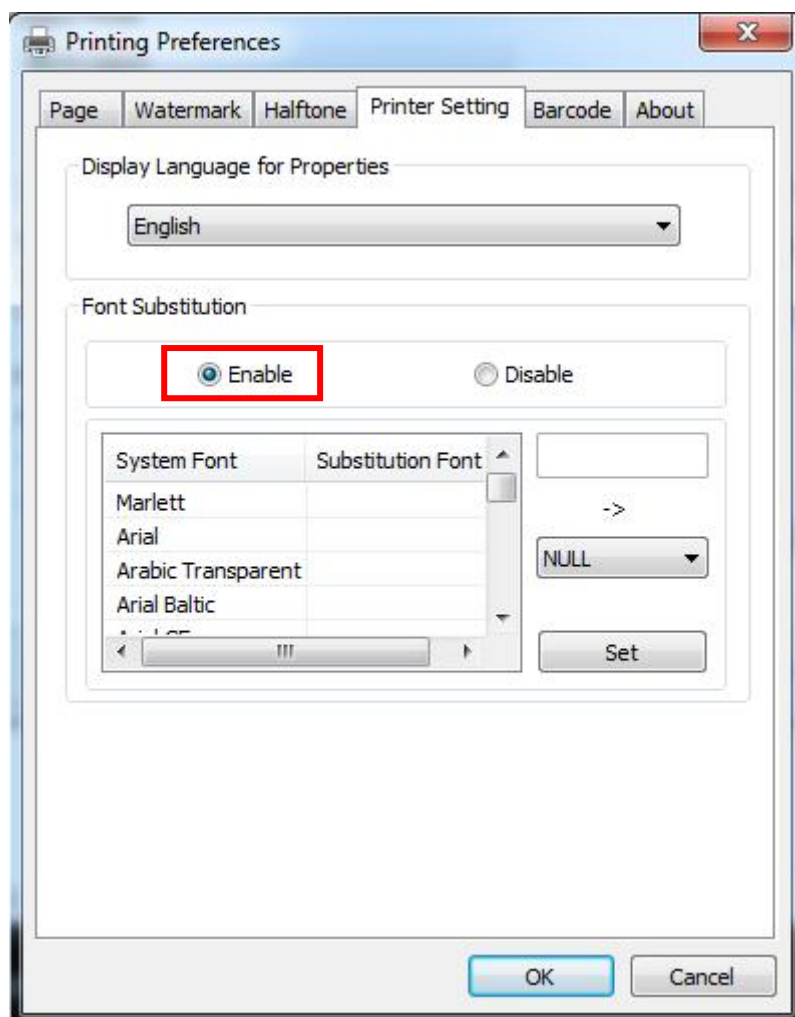 Printing Preferences
Page Watermark Halftone Printer Setting Barcode About
Display Language for Properties
English
Font Substitution
Enable Disable
System Font Substitution Font
Marlett
->
Arial
Arabic Transparent
NULL
Arial Baltic
Set
OK Cancel